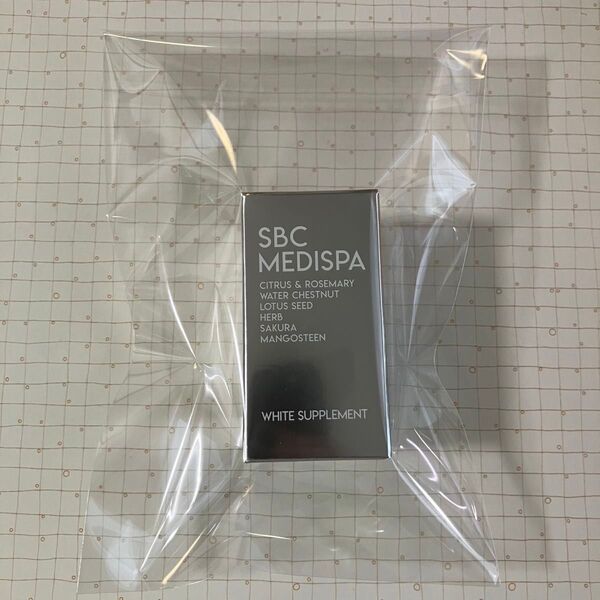 SBC
MEDISPA
CITRUS & ROSEMARY
WATER CHESTNUT
LOTUS SEED
HERB
SAKURA
MANGOSTEEN
WHITE SUPPLEMENT